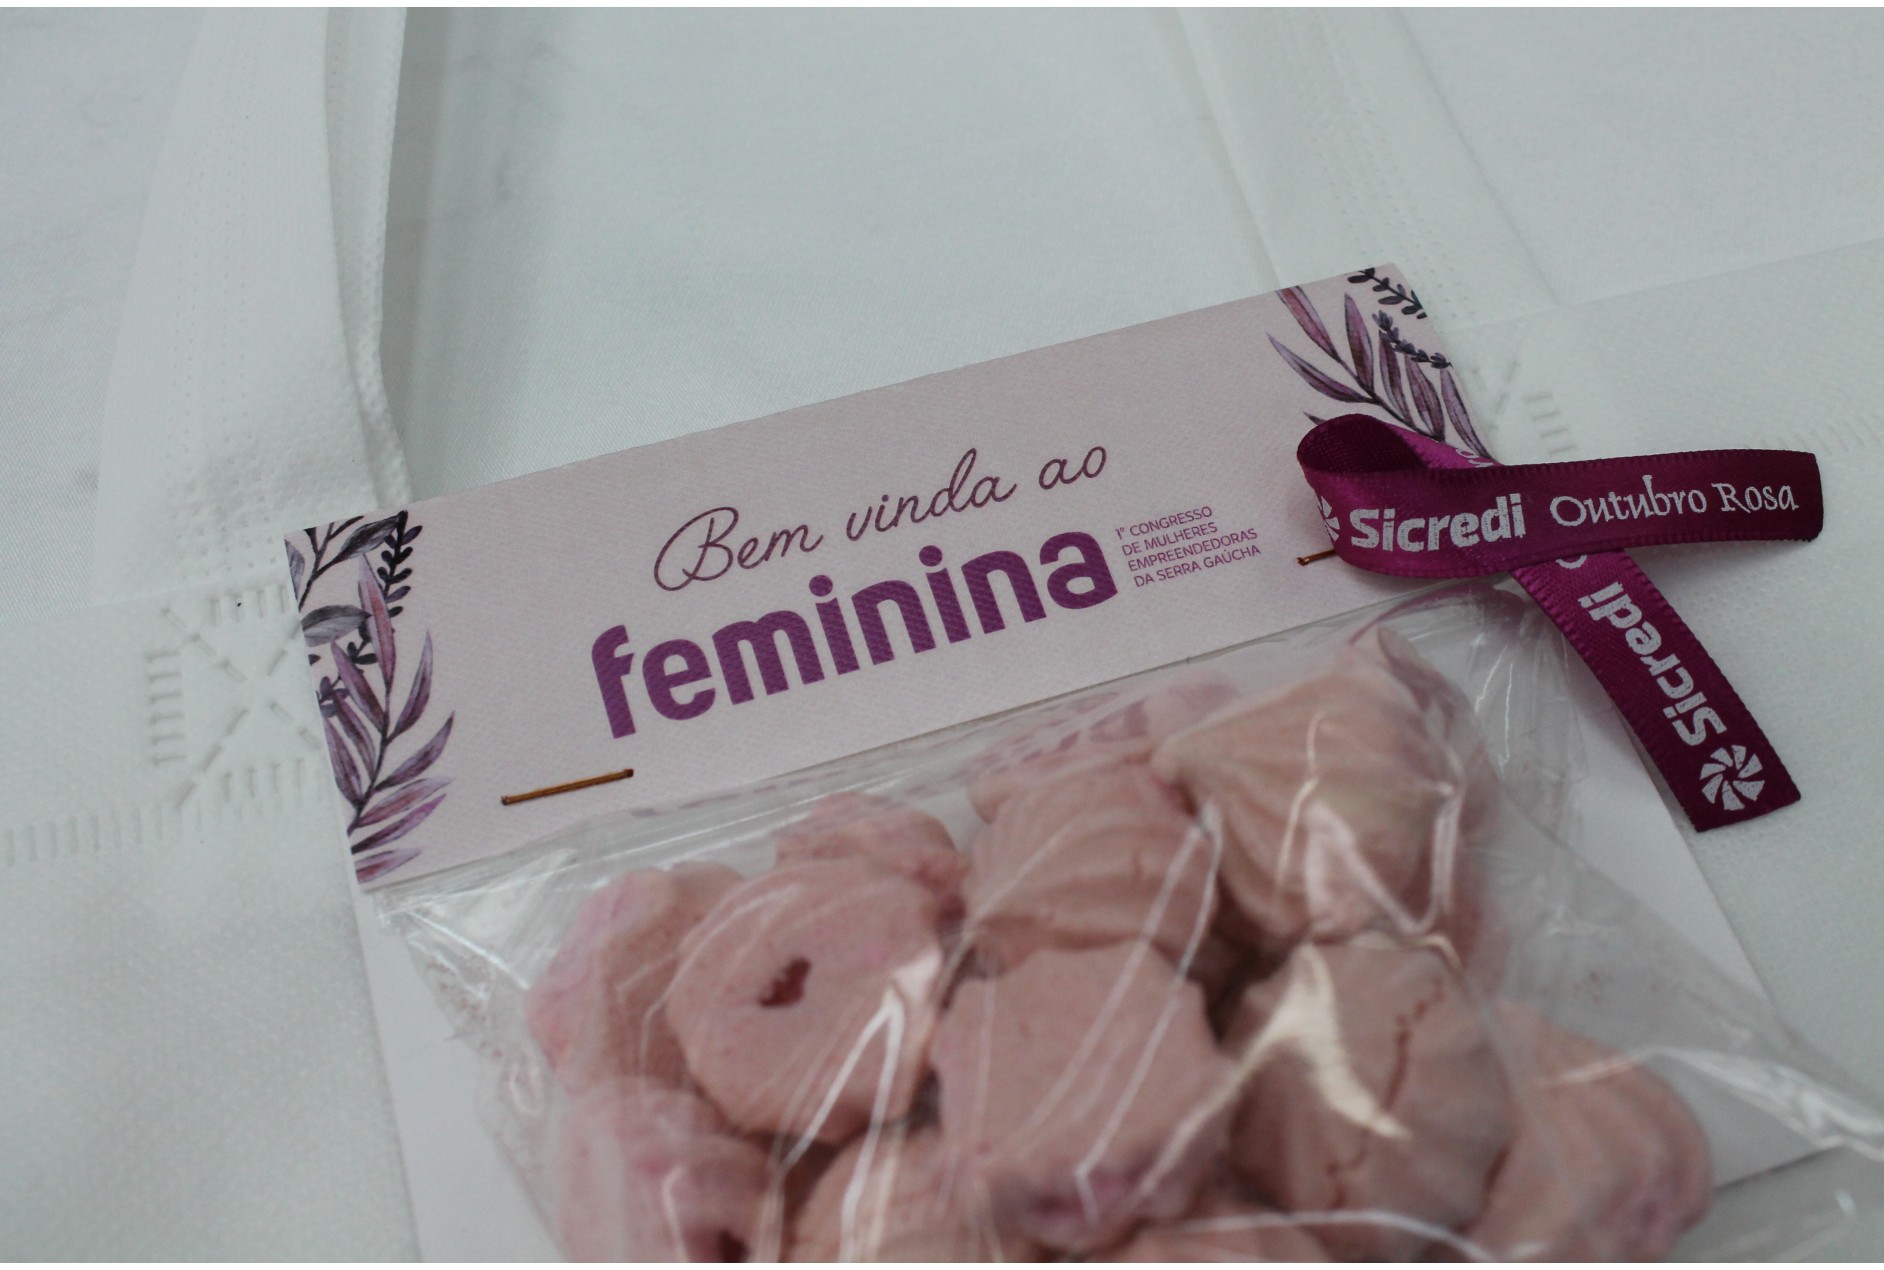 Bem vinda ao
feminina
1º CONGRESSO
DE MULHERES
EMPREENDEDORAS
DA SERRA GAÚCHA
Sicredi Outubro Rosa
Sicredi